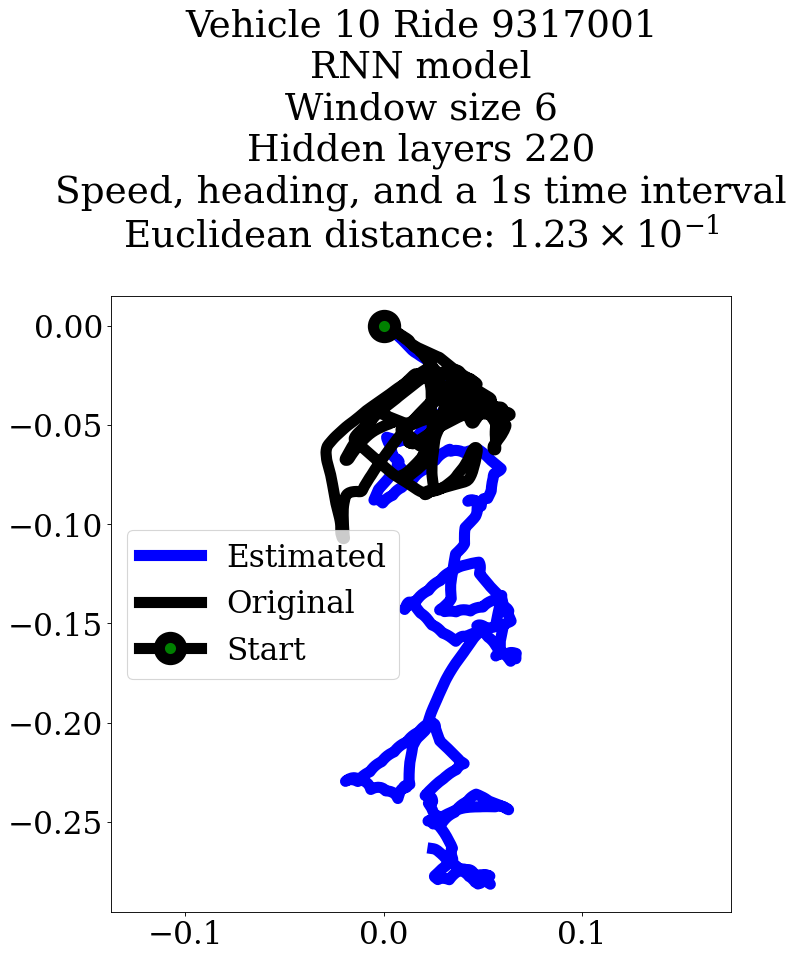 Vehicle 10 Ride 9317001
RNN model
Window size 6
Hidden layers 220
Speed, heading, and a 1s time interval
Euclidean distance: 1.23 × 10⁻¹
0.00
−0.05
−0.10
−0.15
−0.20
−0.25
Estimated
Original
Start
−0.1
0.0
0.1